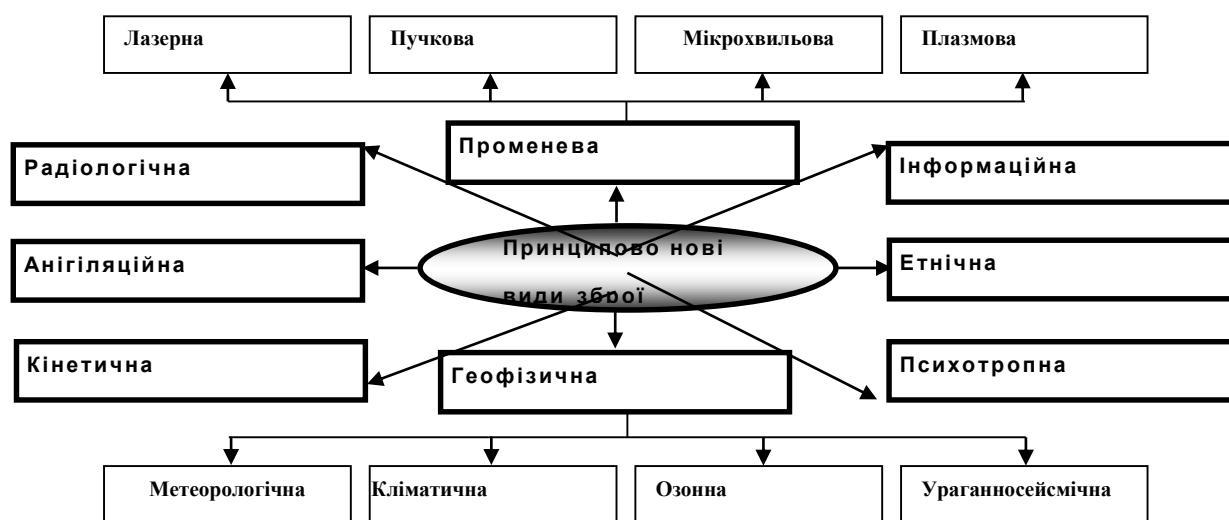 Лазерна
Пучкова
Мікрохвильова
Плазмова
Променева
Радіологічна
Інформаційна
Принципово нові
види зброї
Анігіляційна
Етнічна
Кінетична
Геофізична
Психотропна
Метеорологічна
Кліматична
Озонна
Ураганносейсмічна